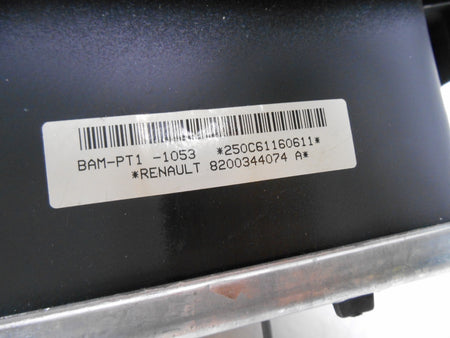 BAM-PT1 -1053 *250C61160611*
*RENAULT 8200344074 A*